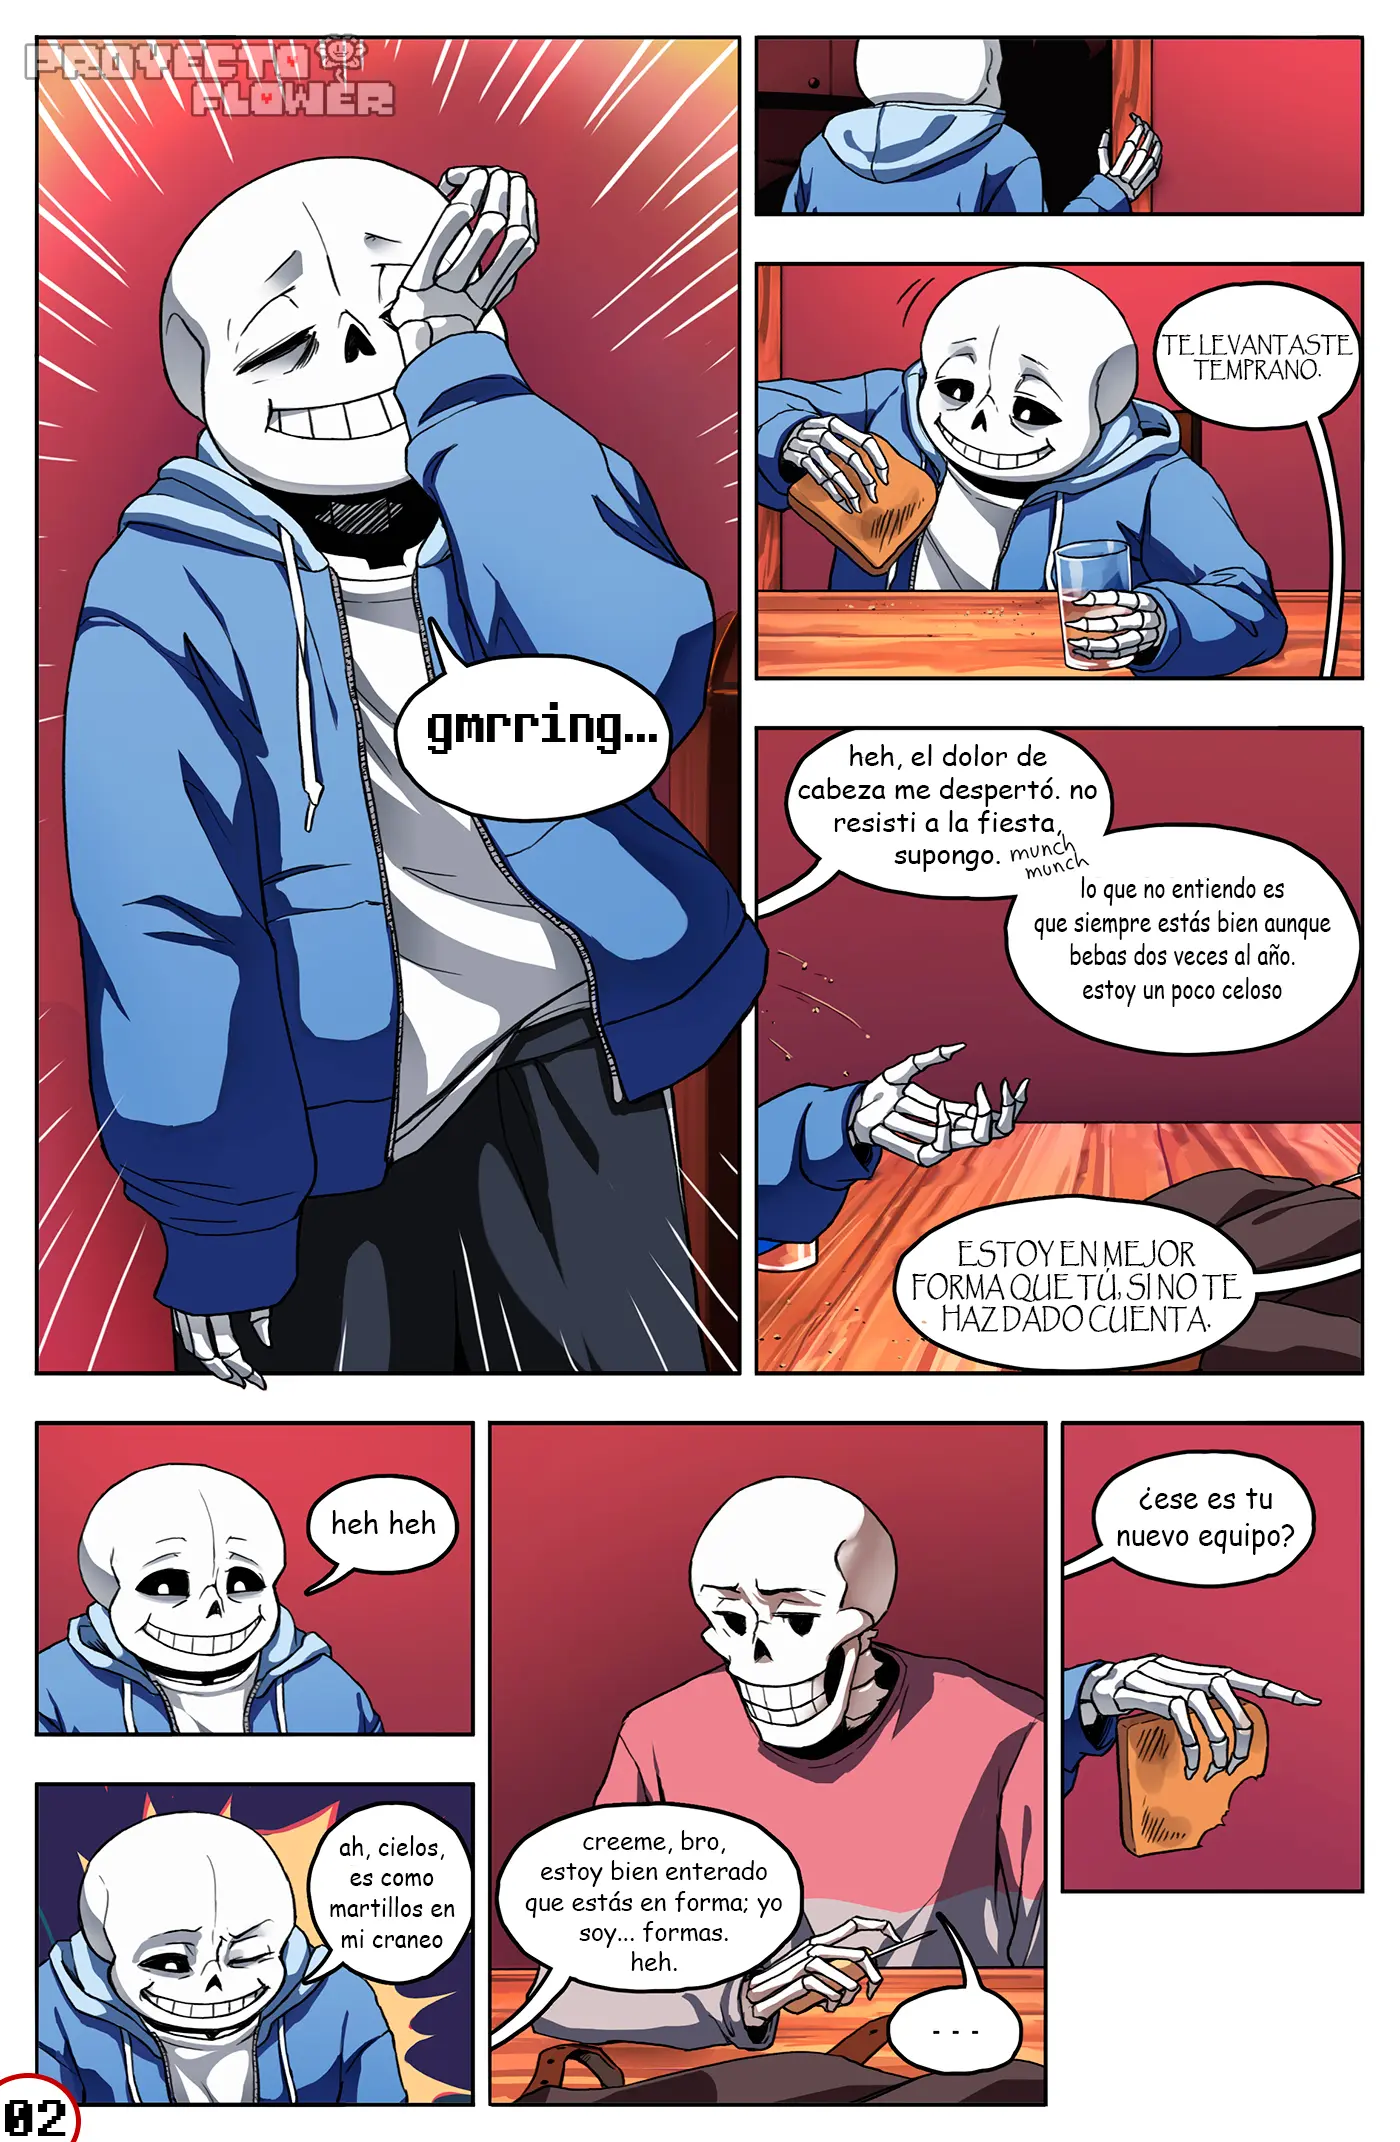 PROYECTO
FLOWER
gmrring...
TE LEVANTASTE
TEMPRANO.
heh, el dolor de
cabeza me despertó. no
resisti a la fiesta,
supongo.
munch
munch
lo que no entiendo es
que siempre estás bien aunque
bebas dos veces al año.
estoy un poco celoso
ESTOY EN MEJOR
FORMA QUE TÚ, SI NO TE
HAZ DADO CUENTA.
heh heh
ah, cielos,
es como
martillos en
mi craneo
creeme, bro,
estoy bien enterado
que estás en forma; yo
soy... formas.
heh.
- - -
¿ese es tu
nuevo equipo?
02